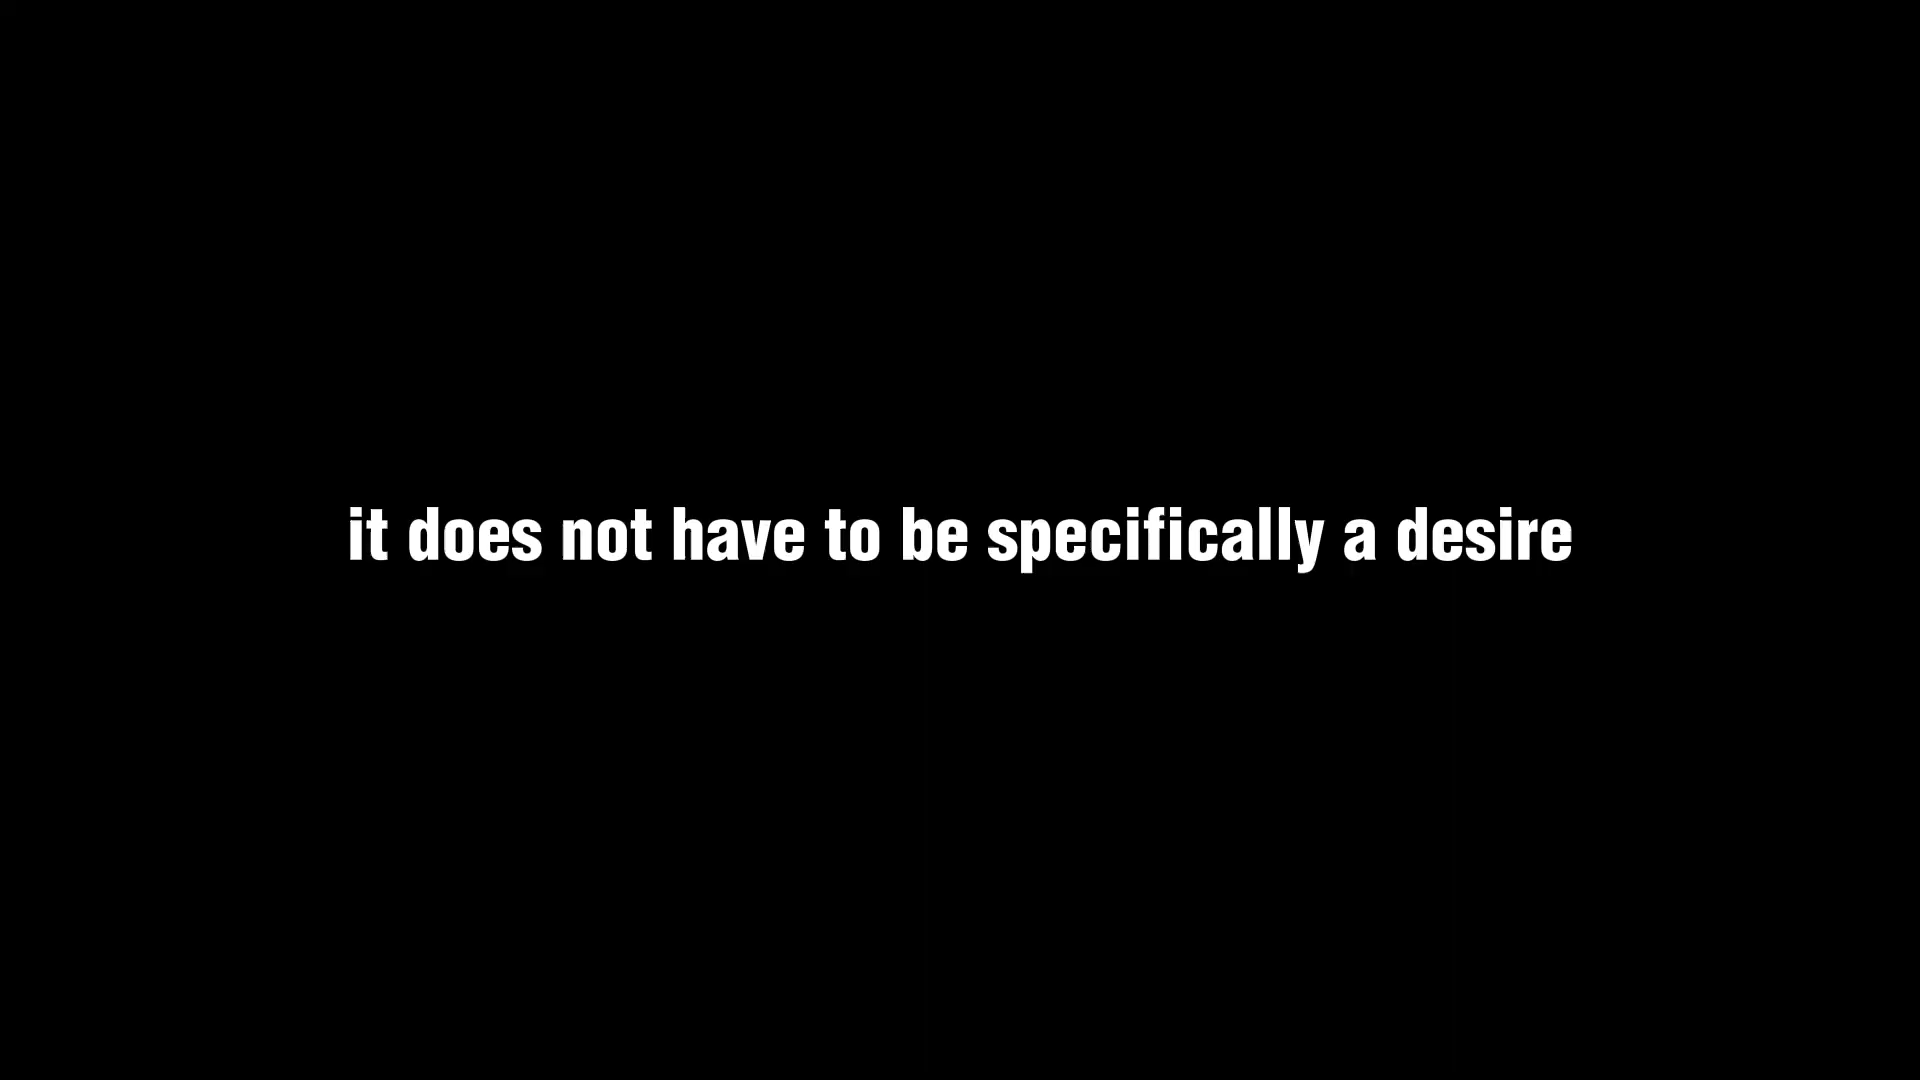 it does not have to be specifically a desire